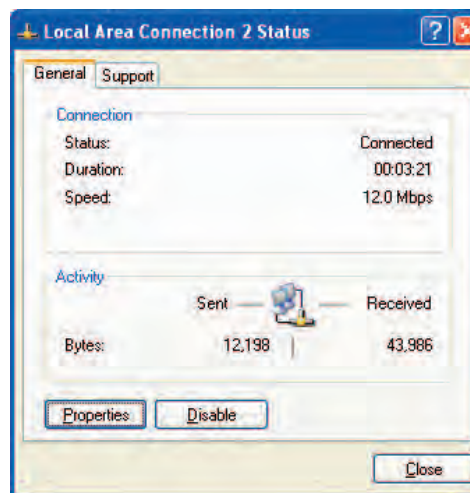 Local Area Connection 2 Status
General Support
Connection
Status: Connected
Duration: 00:03:21
Speed: 12.0 Mbps
Activity
Sent Received
Bytes: 12,198 43,986
Properties Disable
Close